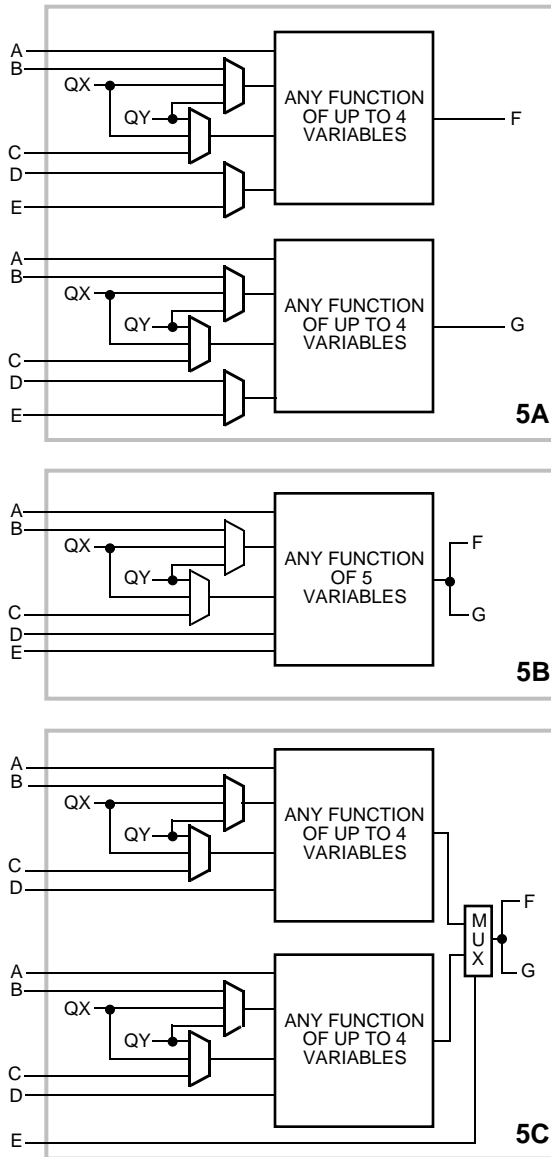 A
B
QX
QY
C
D
E
ANY FUNCTION
OF UP TO 4
VARIABLES
F
A
B
QX
QY
C
D
E
ANY FUNCTION
OF UP TO 4
VARIABLES
G
5A
A
B
QX
QY
C
D
E
ANY FUNCTION
OF 5
VARIABLES
F
G
5B
A
B
QX
QY
C
D
ANY FUNCTION
OF UP TO 4
VARIABLES
A
B
QX
QY
C
D
ANY FUNCTION
OF UP TO 4
VARIABLES
E
MUX
F
G
5C